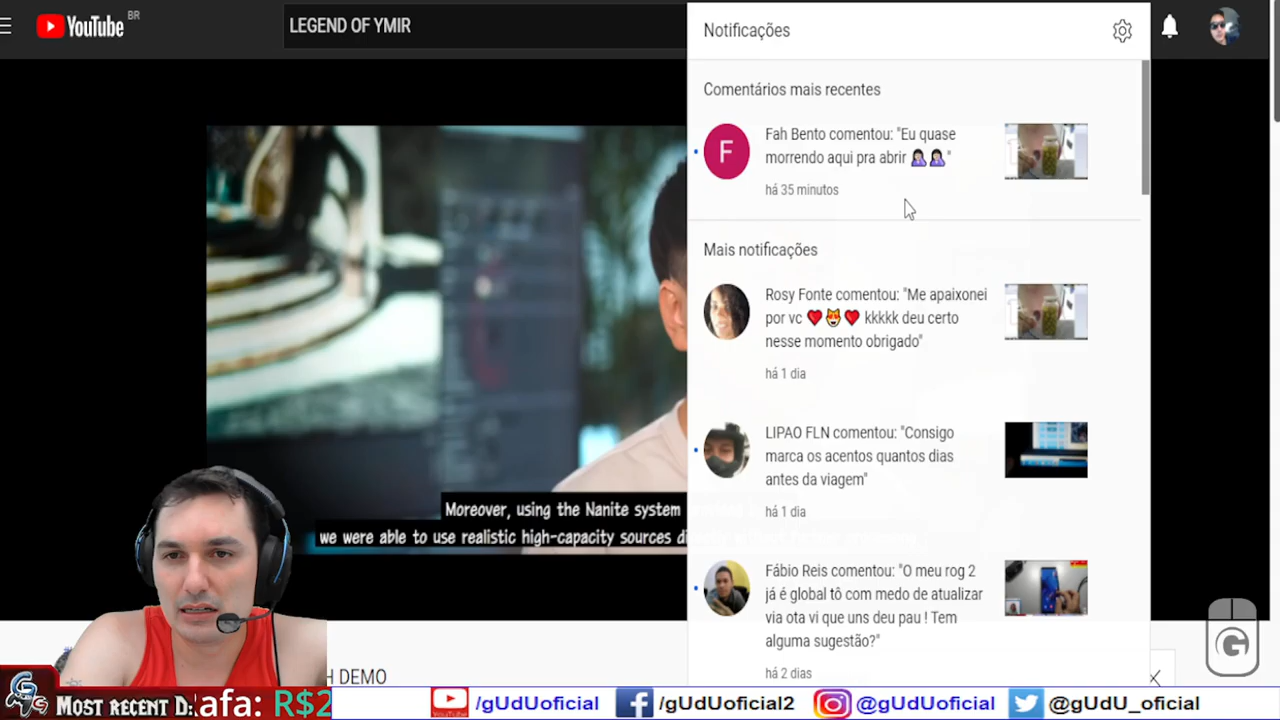 YouTube BR
LEGEND OF YMIR
Notificações
Comentários mais recentes
F
Fah Bento comentou: "Eu quase
morrendo aqui pra abrir 🤦🏻‍♀️🤦🏻‍♀️"
há 35 minutos
Mais notificações
Rosy Fonte comentou: "Me apaixonei
por vc ❤️😻❤️ kkkkk deu certo
nesse momento obrigado"
há 1 dia
LIPAO FLN comentou: "Consigo
marca os acentos quantos dias
antes da viagem"
há 1 dia
Fábio Reis comentou: "O meu rog 2
já é global tô com medo de atualizar
via ota vi que uns deu pau ! Tem
alguma sugestão?"
há 2 dias
Moreover, using the Nanite system
we were able to use realistic high-capacity sources
H DEMO
MOST RECENT D: afa: R$2
/gUdUoficial
/gUdUoficial2
@gUdUoficial
@gUdU_oficial